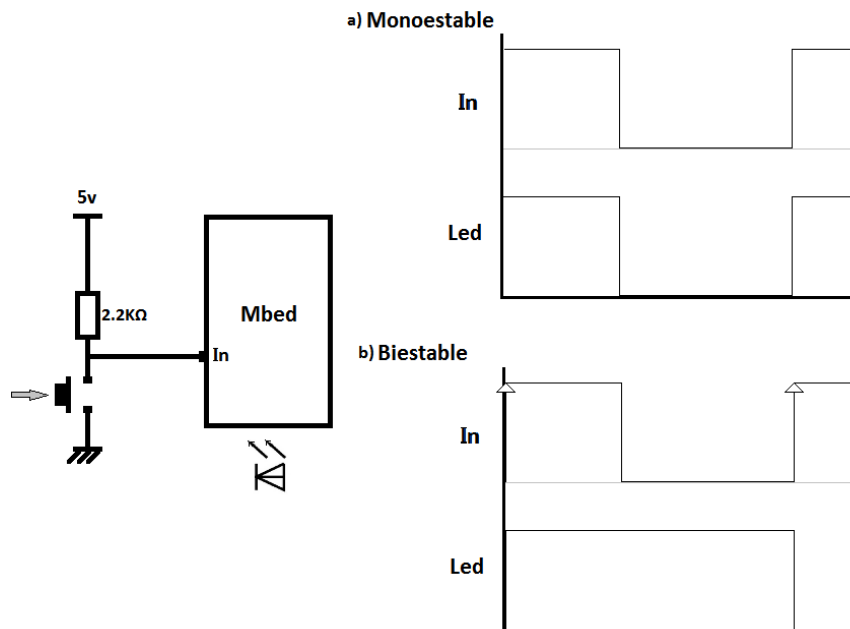 a) Monoestable
In
Led
5v
2.2KΩ
Mbed
In
b) Biestable
In
Led